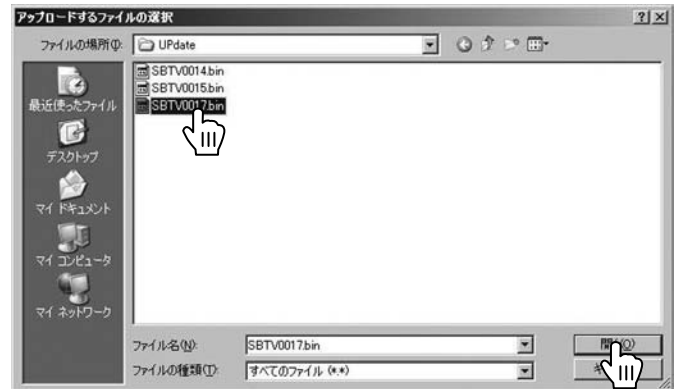 アップロードするファイルの選択
ファイルの場所(I):
UPdate
SBTV0014.bin
SBTV0015.bin
SBTV0017.bin
最近使ったファイル
デスクトップ
マイ ドキュメント
マイ コンピュータ
マイ ネットワーク
ファイル名(N):
SBTV0017.bin
開(O)
ファイルの種類(T):
すべてのファイル (*.*)